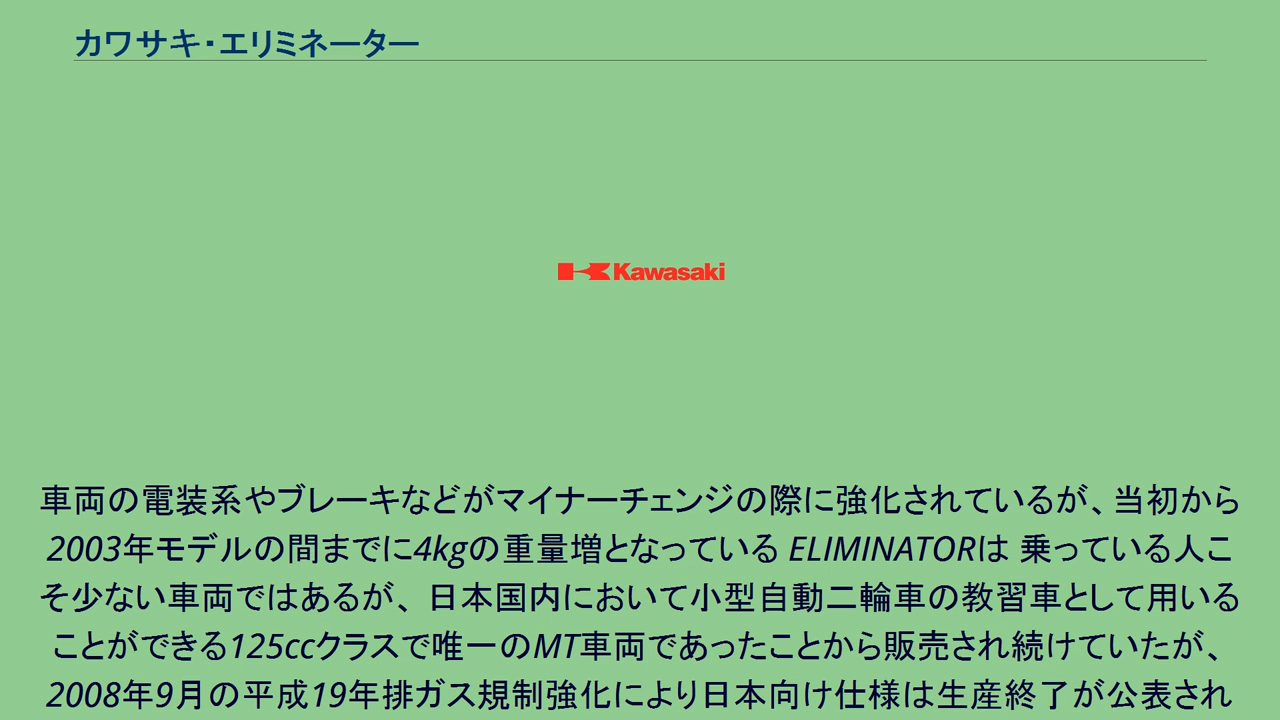 カワサキ・エリミネーター
Kawasaki
車両の電装系やブレーキなどがマイナーチェンジの際に強化されているが、当初から
2003年モデルの間までに4kgの重量増となっている ELIMINATORは 乗っている人こ
そ少ない車両ではあるが、日本国内において小型自動二輪車の教習車として用いる
ことができる125ccクラスで唯一のMT車両であったことから販売され続けていたが、
2008年9月の平成19年排ガス規制強化により日本向け仕様は生産終了が公表され